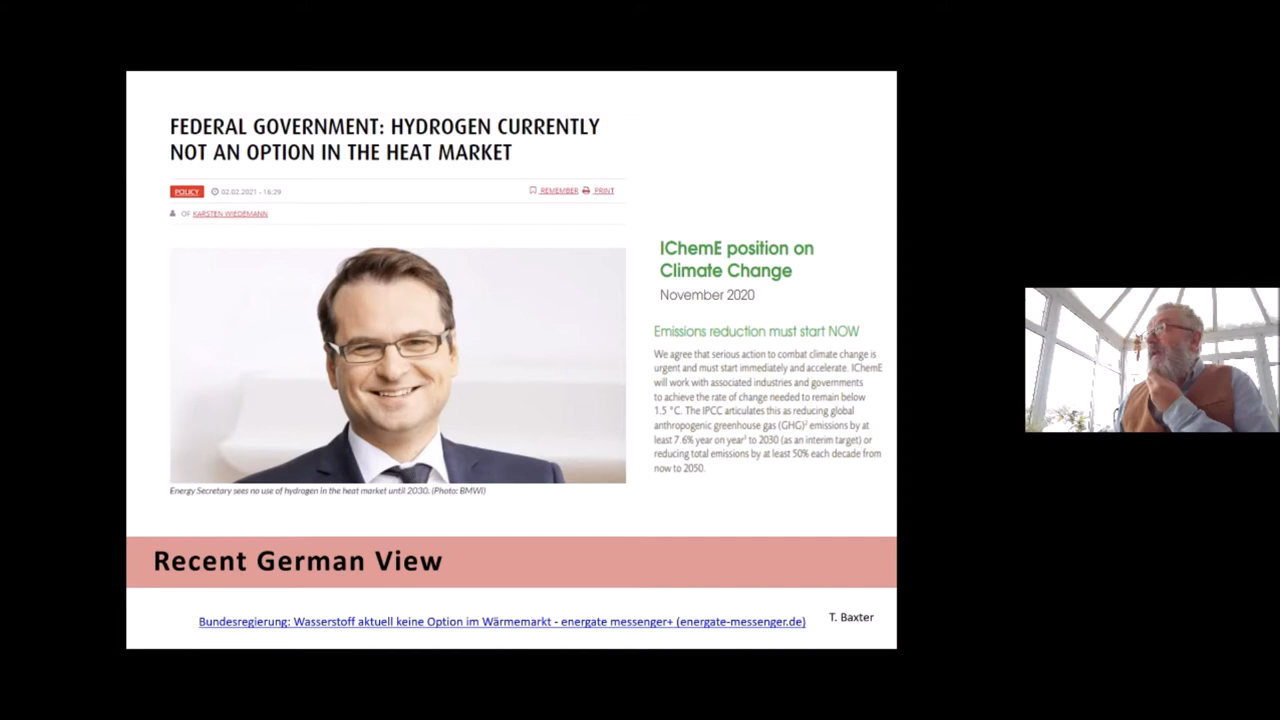 FEDERAL GOVERNMENT: HYDROGEN CURRENTLY
NOT AN OPTION IN THE HEAT MARKET
POLICY 02.02.2021 - 16:29 REMEMBER PRINT
OF KARSTEN WIEDEMANN
Energy Secretary sees no use of hydrogen in the heat market until 2030. (Photo: BMWI)
IChemE position on
Climate Change
November 2020
Emissions reduction must start NOW
We agree that serious action to combat climate change is
urgent and must start immediately and accelerate. IChemE
will work with associated industries and governments
to achieve the rate of change needed to remain below
1.5 °C. The IPCC articulates this as reducing global
anthropogenic greenhouse gas (GHG)² emissions by at
least 7.6% year on year³ to 2030 (as an interim target) or
reducing total emissions by at least 50% each decade from
now to 2050.
Recent German View
Bundesregierung: Wasserstoff aktuell keine Option im Wärmemarkt - energate messenger+ (energate-messenger.de)
T. Baxter